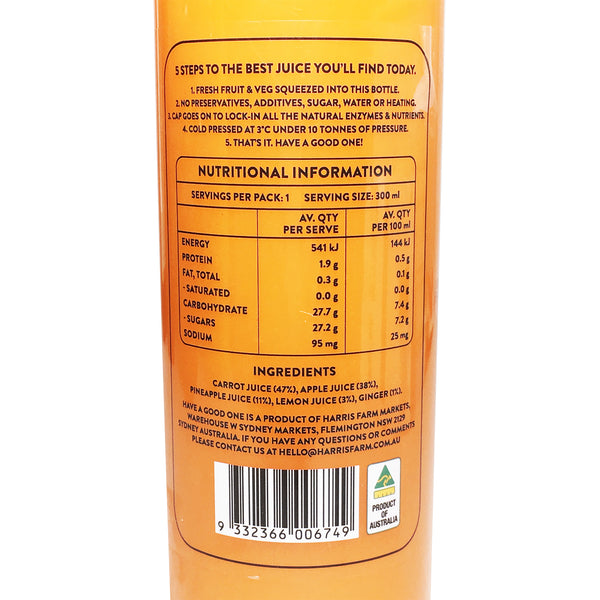 5 STEPS TO THE BEST JUICE YOU'LL FIND TODAY.
1. FRESH FRUIT & VEG SQUEEZED INTO THIS BOTTLE.
2. NO PRESERVATIVES, ADDITIVES, SUGAR, WATER OR HEATING.
3. CAP GOES ON TO LOCK-IN ALL THE NATURAL ENZYMES & NUTRIENTS.
4. COLD PRESSED AT 3°C UNDER 10 TONNES OF PRESSURE.
5. THAT'S IT. HAVE A GOOD ONE!
NUTRITIONAL INFORMATION
SERVINGS PER PACK: 1 SERVING SIZE: 300 ml
AV. QTY PER SERVE AV. QTY PER 100 ml
ENERGY 541 kJ 144 kJ
PROTEIN 1.9 g 0.5 g
FAT, TOTAL 0.3 g 0.1 g
- SATURATED 0.0 g 0.0 g
CARBOHYDRATE 27.7 g 7.4 g
- SUGARS 27.2 g 7.2 g
SODIUM 95 mg 25 mg
INGREDIENTS
CARROT JUICE (47%), APPLE JUICE (38%),
PINEAPPLE JUICE (11%), LEMON JUICE (3%), GINGER (1%).
HAVE A GOOD ONE IS A PRODUCT OF HARRIS FARM MARKETS,
WAREHOUSE W SYDNEY MARKETS, FLEMINGTON NSW 2129
SYDNEY AUSTRALIA. IF YOU HAVE ANY QUESTIONS OR COMMENTS
PLEASE CONTACT US AT HELLO@HARRISFARM.COM.AU
9 332366 006749
PRODUCT
OF
AUSTRALIA